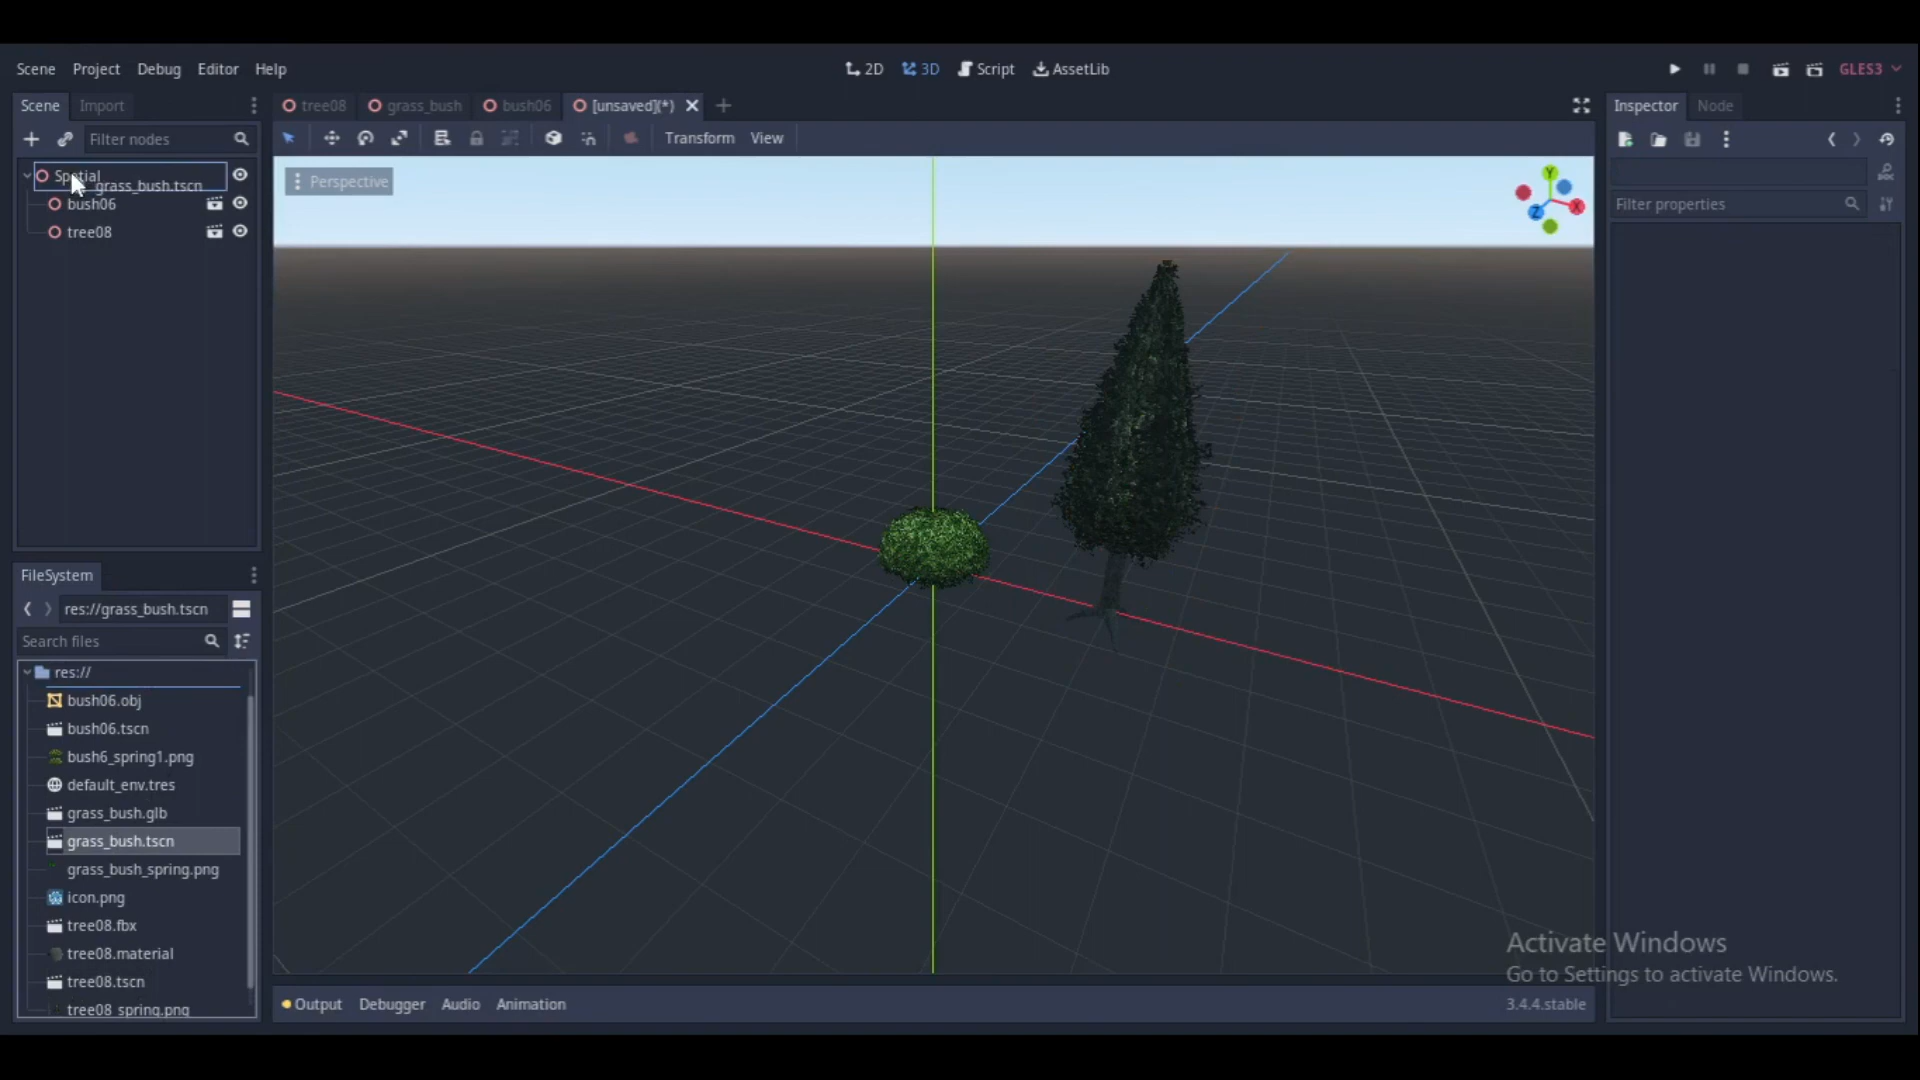 Scene Project Debug Editor Help
2D 3D Script AssetLib
GLES3
Scene Import
tree08 grass_bush bush06 [unsaved](*)
Inspector Node
Filter nodes
Transform View
Perspective
Y
X
Z
Filter properties
Spatial
grass_bush.tscn
bush06
tree08
FileSystem
res://grass_bush.tscn
Search files
res://
bush06.obj
bush06.tscn
bush6_spring1.png
default_env.tres
grass_bush.glb
grass_bush.tscn
grass_bush_spring.png
icon.png
tree08.fbx
tree08.material
tree08.tscn
tree08_spring.png
Activate Windows
Go to Settings to activate Windows.
Output Debugger Audio Animation
3.4.4.stable